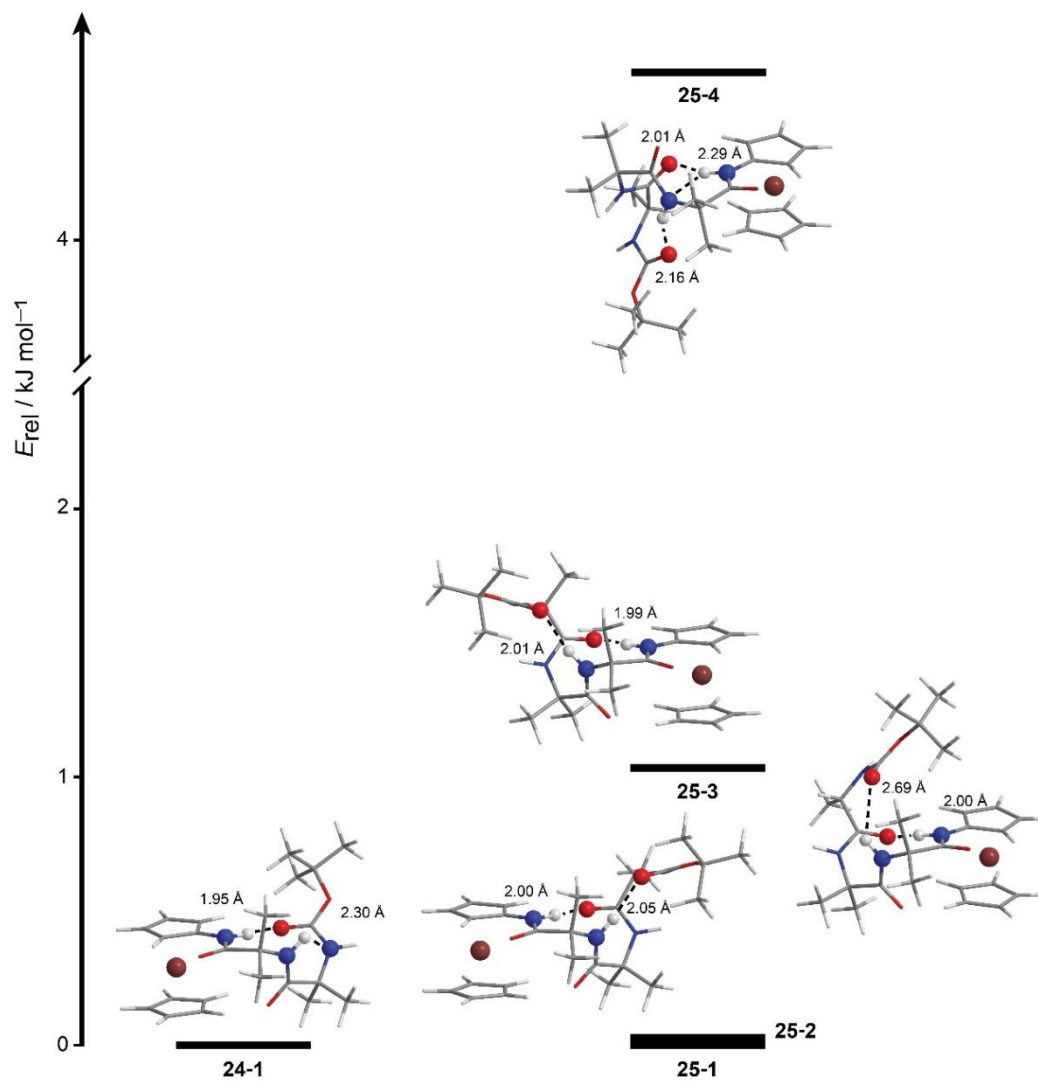 25-4
2.01 Å
2.29 Å
4
2.16 Å
E_rel / kJ mol⁻¹
2
1.99 Å
2.01 Å
1
25-3
2.69 Å
2.00 Å
1.95 Å
2.30 Å
2.00 Å
2.05 Å
0
24-1
25-2
25-1